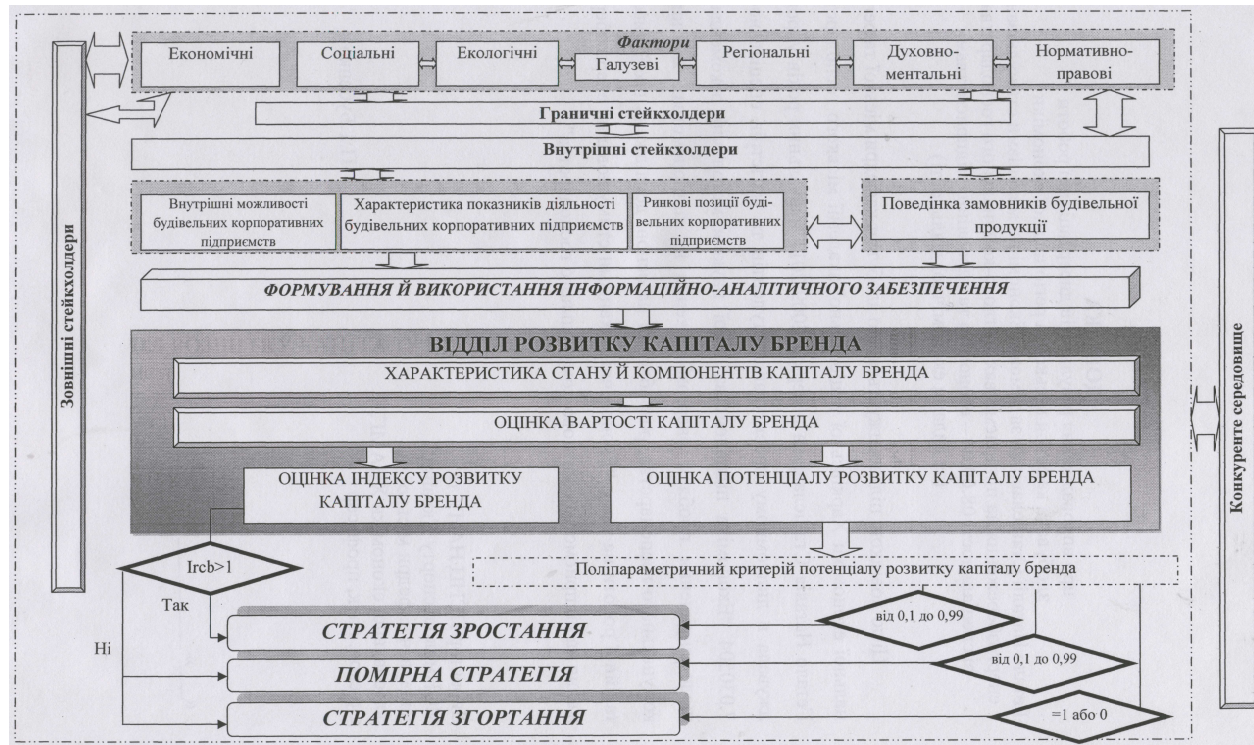 Фактори
Економічні
Соціальні
Екологічні
Галузеві
Регіональні
Духовно-
ментальні
Нормативно-
правові
Граничні стейкхолдери
Внутрішні стейкхолдери
Зовнішні стейкхолдери
Внутрішні можливості
будівельних корпоративних
підприємств
Характеристика показників діяльності
будівельних корпоративних підприємств
Ринкові позиції буді-
вельних корпоративних
підприємств
Поведінка замовників будівельної
продукції
ФОРМУВАННЯ Й ВИКОРИСТАННЯ ІНФОРМАЦІЙНО-АНАЛІТИЧНОГО ЗАБЕЗПЕЧЕННЯ
Конкурентне середовище
ВІДДІЛ РОЗВИТКУ КАПІТАЛУ БРЕНДА
ХАРАКТЕРИСТИКА СТАНУ Й КОМПОНЕНТІВ КАПІТАЛУ БРЕНДА
ОЦІНКА ВАРТОСТІ КАПІТАЛУ БРЕНДА
ОЦІНКА ІНДЕКСУ РОЗВИТКУ
КАПІТАЛУ БРЕНДА
ОЦІНКА ПОТЕНЦІАЛУ РОЗВИТКУ КАПІТАЛУ БРЕНДА
Ircb>1
Поліпараметричний критерій потенціалу розвитку капіталу бренда
Так
Ні
СТРАТЕГІЯ ЗРОСТАННЯ
від 0,1 до 0,99
ПОМІРНА СТРАТЕГІЯ
від 0,1 до 0,99
СТРАТЕГІЯ ЗГОРТАННЯ
=1 або 0